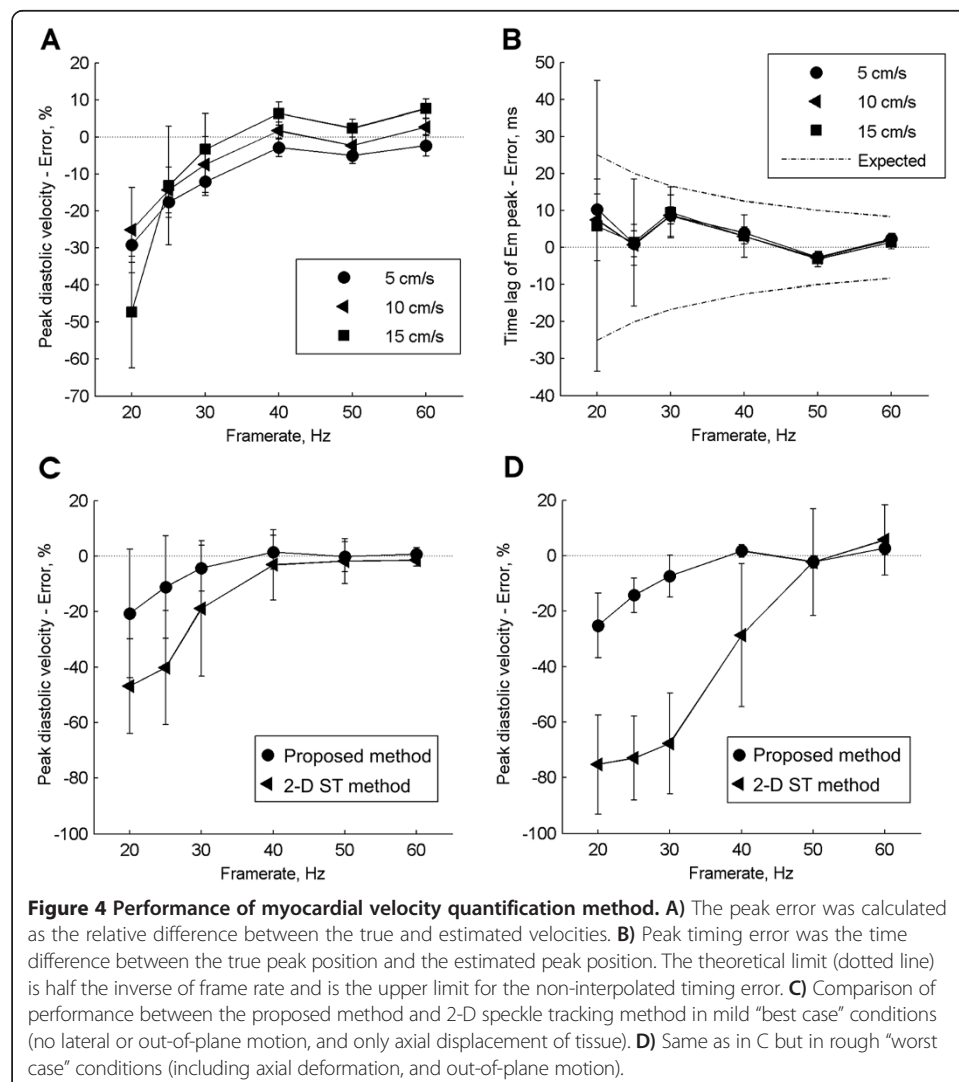 A
Peak diastolic velocity - Error, %
20
10
0
-10
-20
-30
-40
-50
-60
-70
20
30
40
50
60
Framerate, Hz
5 cm/s
10 cm/s
15 cm/s
B
Time lag of Em peak - Error, ms
50
40
30
20
10
0
-10
-20
-30
-40
20
30
40
50
60
Framerate, Hz
5 cm/s
10 cm/s
15 cm/s
Expected
C
Peak diastolic velocity - Error, %
20
0
-20
-40
-60
-80
-100
20
30
40
50
60
Framerate, Hz
Proposed method
2-D ST method
D
Peak diastolic velocity - Error, %
20
0
-20
-40
-60
-80
-100
20
30
40
50
60
Framerate, Hz
Proposed method
2-D ST method
Figure 4 Performance of myocardial velocity quantification method. A) The peak error was calculated
as the relative difference between the true and estimated velocities. B) Peak timing error was the time
difference between the true peak position and the estimated peak position. The theoretical limit (dotted line)
is half the inverse of frame rate and is the upper limit for the non-interpolated timing error. C) Comparison of
performance between the proposed method and 2-D speckle tracking method in mild “best case” conditions
(no lateral or out-of-plane motion, and only axial displacement of tissue). D) Same as in C but in rough “worst
case” conditions (including axial deformation, and out-of-plane motion).